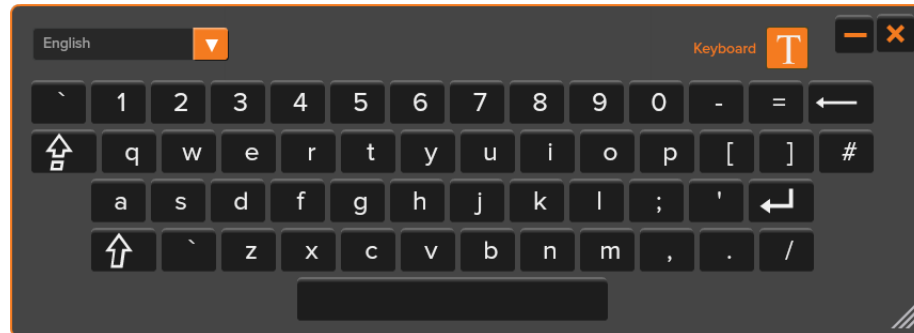 English
Keyboard T
` 1 2 3 4 5 6 7 8 9 0 - =
q w e r t y u i o p [ ] #
a s d f g h j k l ; '
` z x c v b n m , . /